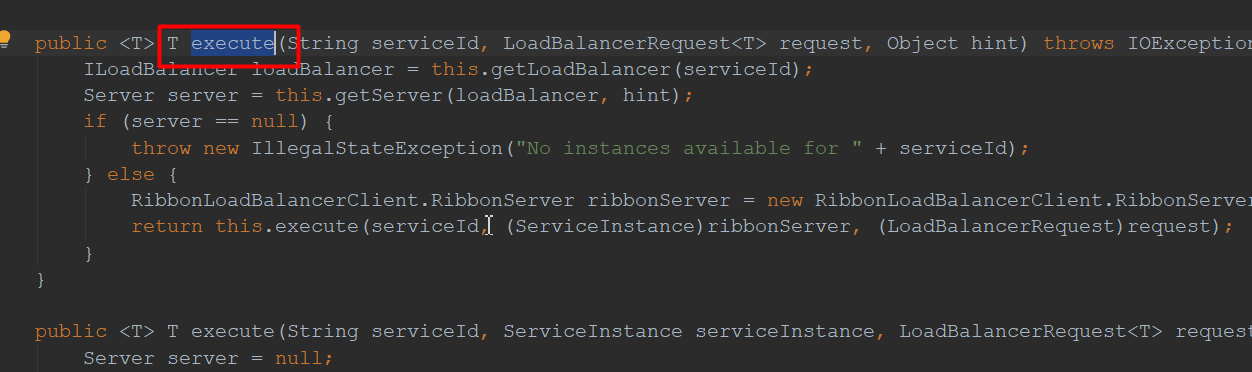 public <T> T execute(String serviceId, LoadBalancerRequest<T> request, Object hint) throws IOException
ILoadBalancer loadBalancer = this.getLoadBalancer(serviceId);
Server server = this.getServer(loadBalancer, hint);
if (server == null) {
throw new IllegalStateException("No instances available for " + serviceId);
} else {
RibbonLoadBalancerClient.RibbonServer ribbonServer = new RibbonLoadBalancerClient.RibbonServer
return this.execute(serviceId, (ServiceInstance)ribbonServer, (LoadBalancerRequest)request);
}
}
public <T> T execute(String serviceId, ServiceInstance serviceInstance, LoadBalancerRequest<T> request
Server server = null;